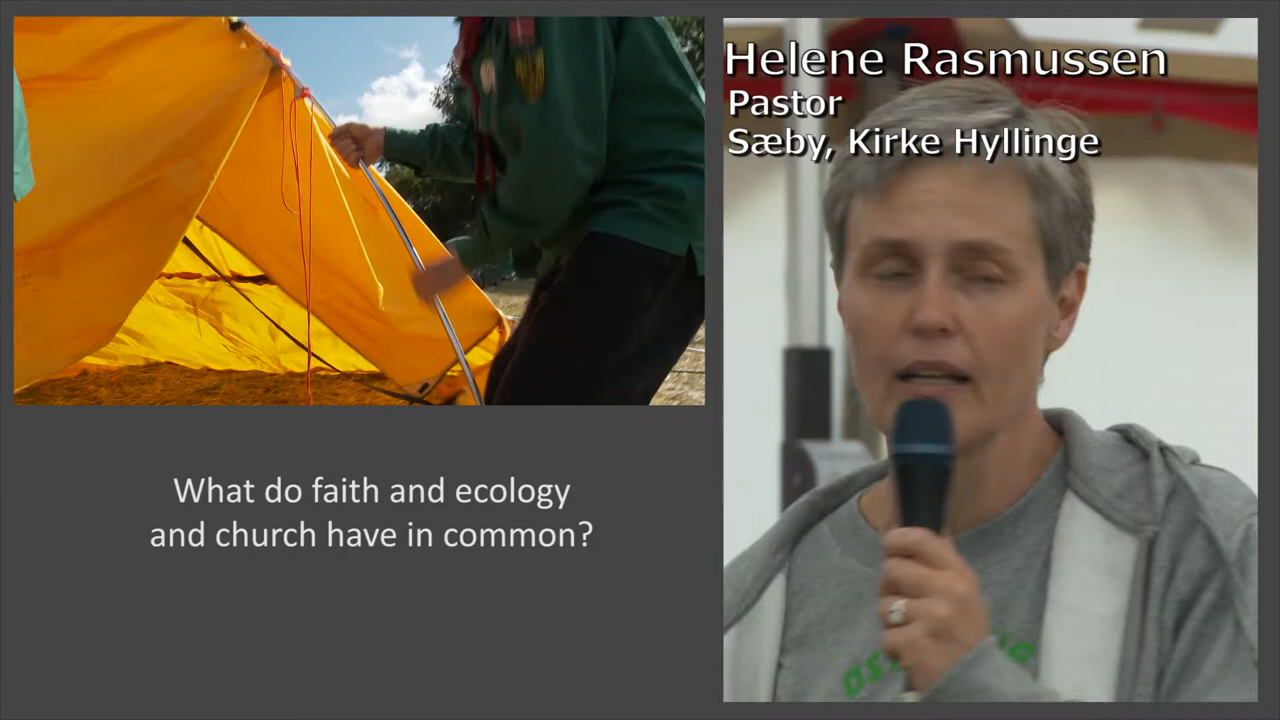 Helene Rasmussen
Pastor
Sæby, Kirke Hyllinge
What do faith and ecology
and church have in common?